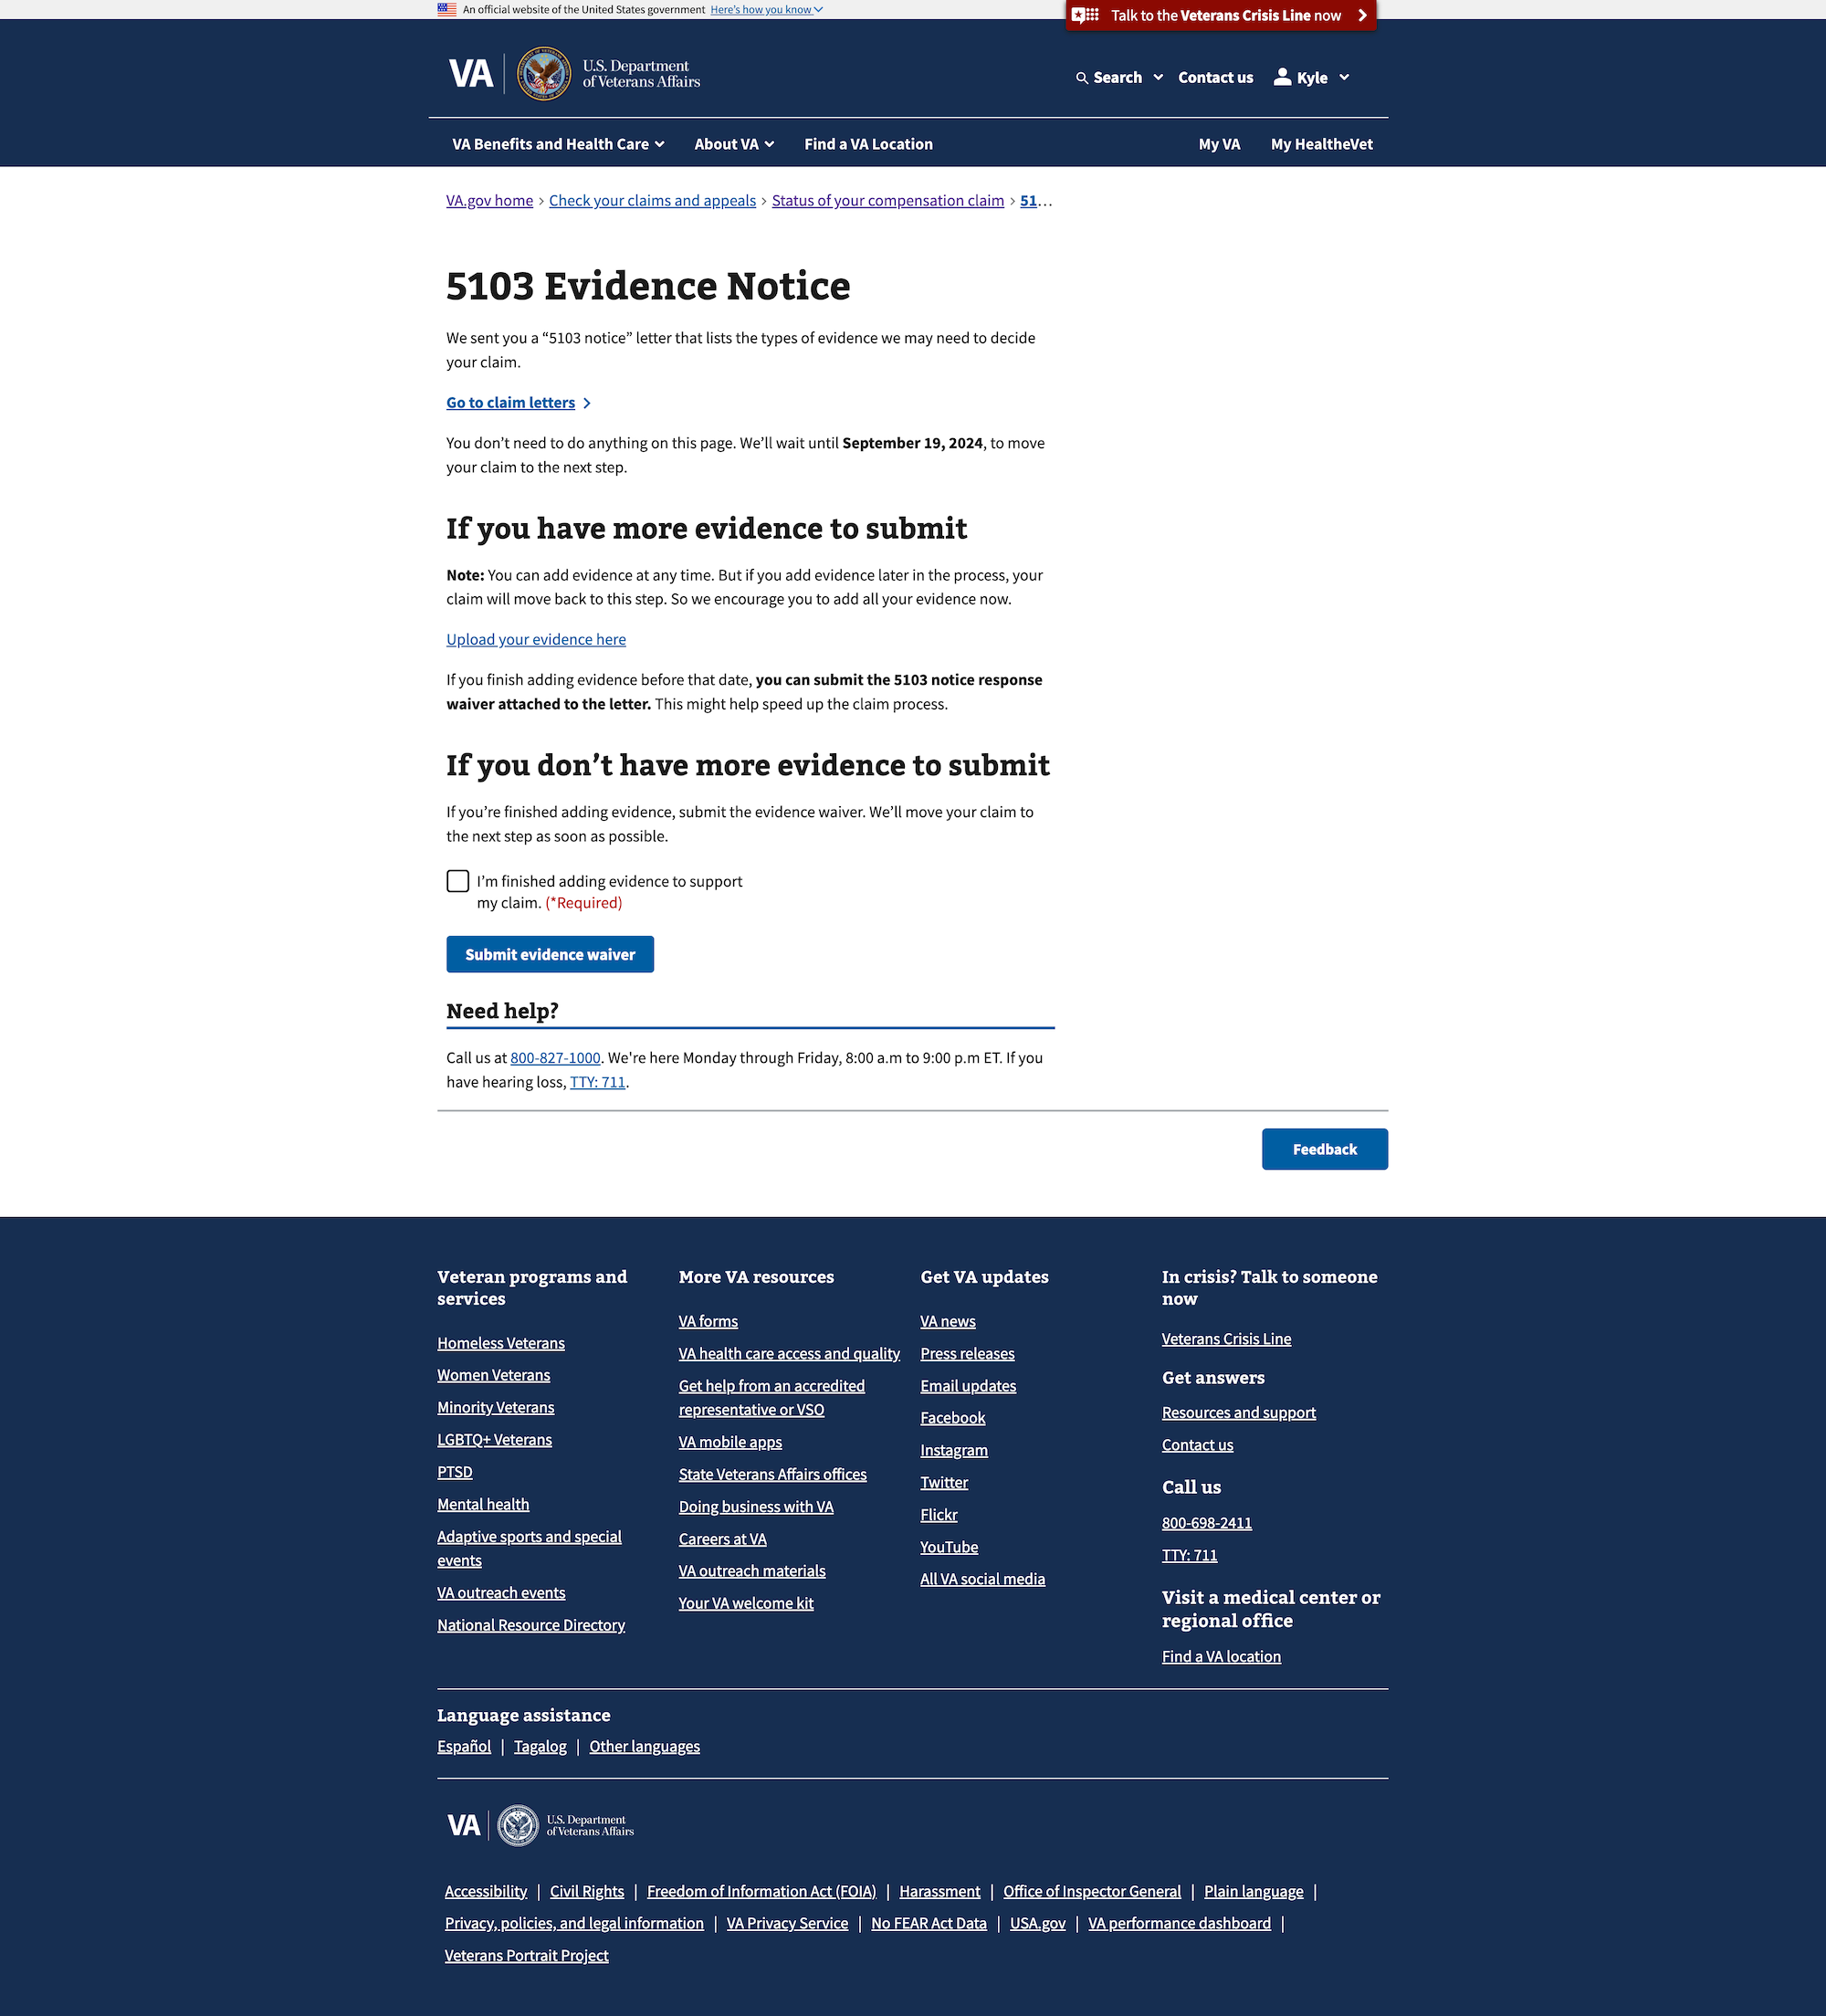 An official website of the United States government Here's how you know
Talk to the Veterans Crisis Line now
VA
U.S. Department
of Veterans Affairs
Search
Contact us
Kyle
VA Benefits and Health Care
About VA
Find a VA Location
My VA
My HealtheVet
VA.gov home › Check your claims and appeals › Status of your compensation claim › 51…
5103 Evidence Notice
We sent you a “5103 notice” letter that lists the types of evidence we may need to decide
your claim.
Go to claim letters
You don’t need to do anything on this page. We’ll wait until September 19, 2024, to move
your claim to the next step.
If you have more evidence to submit
Note: You can add evidence at any time. But if you add evidence later in the process, your
claim will move back to this step. So we encourage you to add all your evidence now.
Upload your evidence here
If you finish adding evidence before that date, you can submit the 5103 notice response
waiver attached to the letter. This might help speed up the claim process.
If you don’t have more evidence to submit
If you’re finished adding evidence, submit the evidence waiver. We’ll move your claim to
the next step as soon as possible.
I’m finished adding evidence to support
my claim. (*Required)
Submit evidence waiver
Need help?
Call us at 800-827-1000. We're here Monday through Friday, 8:00 a.m to 9:00 p.m ET. If you
have hearing loss, TTY: 711.
Feedback
Veteran programs and
services
Homeless Veterans
Women Veterans
Minority Veterans
LGBTQ+ Veterans
PTSD
Mental health
Adaptive sports and special
events
VA outreach events
National Resource Directory
More VA resources
VA forms
VA health care access and quality
Get help from an accredited
representative or VSO
VA mobile apps
State Veterans Affairs offices
Doing business with VA
Careers at VA
VA outreach materials
Your VA welcome kit
Get VA updates
VA news
Press releases
Email updates
Facebook
Instagram
Twitter
Flickr
YouTube
All VA social media
In crisis? Talk to someone
now
Veterans Crisis Line
Get answers
Resources and support
Contact us
Call us
800-698-2411
TTY: 711
Visit a medical center or
regional office
Find a VA location
Language assistance
Español | Tagalog | Other languages
VA
U.S. Department
of Veterans Affairs
Accessibility | Civil Rights | Freedom of Information Act (FOIA) | Harassment | Office of Inspector General | Plain language |
Privacy, policies, and legal information | VA Privacy Service | No FEAR Act Data | USA.gov | VA performance dashboard |
Veterans Portrait Project